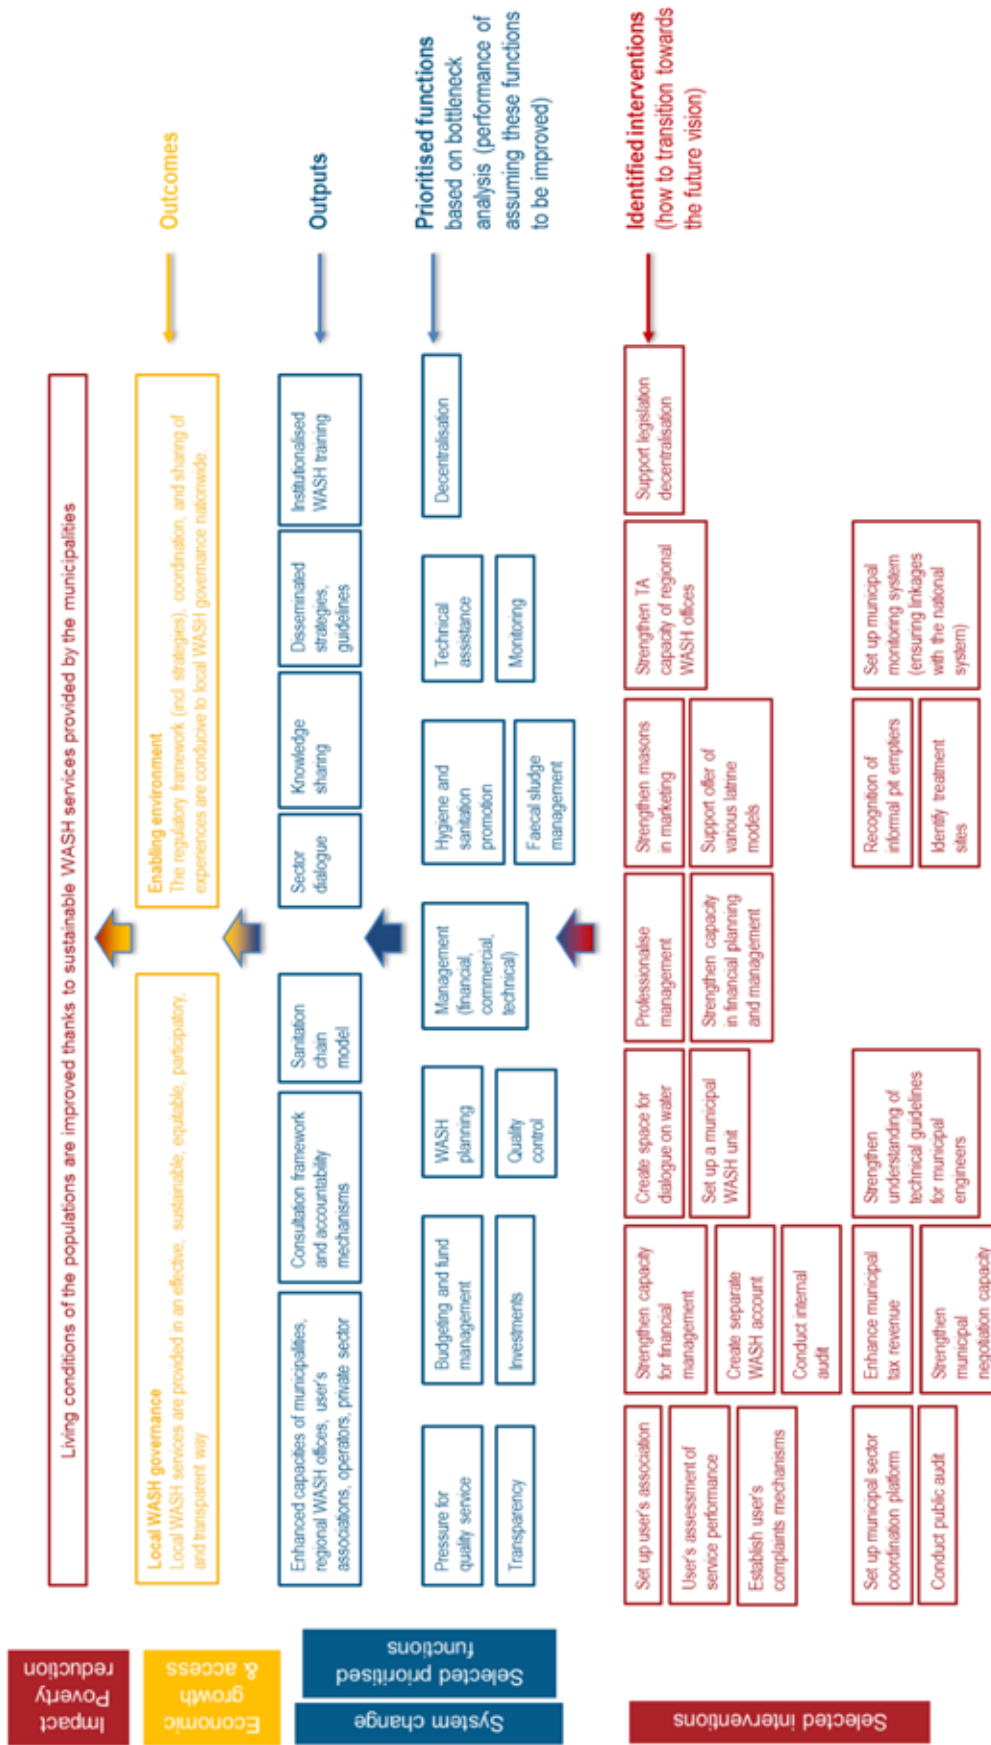 Impact
Poverty
reduction
Living conditions of the populations are improved thanks to sustainable WASH services provided by the municipalities
Economic
growth
& access
Local WASH governance
Local WASH services are provided in an effective, sustainable, equitable, participatory,
and transparent way
Enabling environment
The regulatory framework (incl. strategies), coordination, and sharing of
experiences are conducive to local WASH governance nationwide.
Outcomes
System change
Selected prioritised
functions
Enhanced capacities of municipalities,
regional WASH offices, user's
associations, operators, private sector
Consultation framework
and accountability
mechanisms
Sanitation
chain
model
Sector
dialogue
Knowledge
sharing
Disseminated
strategies,
guidelines
Institutionalised
WASH training
Outputs
Pressure for
quality service
Transparency
Budgeting and fund
management
Investments
WASH
planning
Quality
control
Management
(financial,
commercial,
technical)
Hygiene and
sanitation
promotion
Faecal sludge
management
Technical
assistance
Monitoring
Decentralisation
Prioritised functions
based on bottleneck
analysis (performance of
assuming these functions
to be improved)
Selected interventions
Set up user's association
User's assessment of
service performance
Establish user's
complaints mechanisms
Set up municipal sector
coordination platform
Conduct public audit
Strengthen capacity
for financial
management
Create separate
WASH account
Conduct internal
audit
Enhance municipal
tax revenue
Strengthen
municipal
negotiation capacity
Create space for
dialogue on water
Set up a municipal
WASH unit
Strengthen
understanding of
technical guidelines
for municipal
engineers
Professionalise
management
Strengthen capacity
in financial planning
and management
Strengthen masons
in marketing
Support offer of
various latrine
models
Recognition of
informal pit emptiers
Identify treatment
sites
Strengthen TA
capacity of regional
WASH offices
Set up municipal
monitoring system
(ensuring linkages
with the national
system)
Support legislation
decentralisation
Identified interventions
(how to transition towards
the future vision)